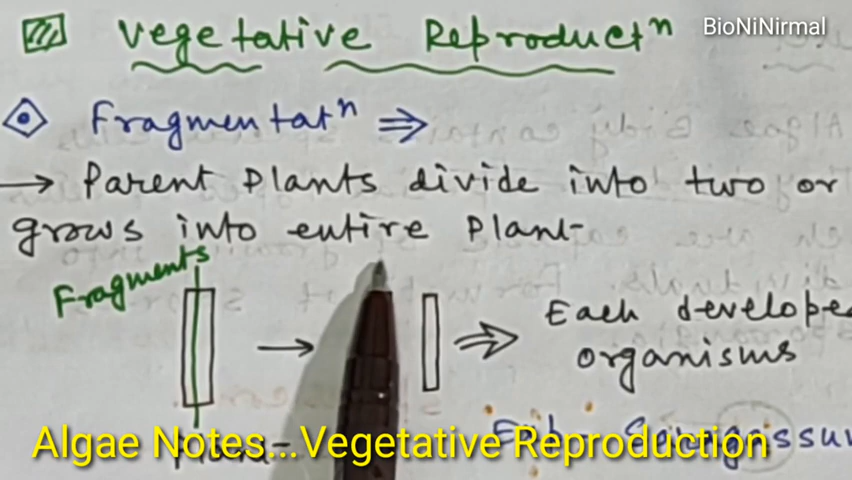 BioNiNirmal
Vegetative Reproductⁿ
Fragmentatⁿ ⇒
→ Parent Plants divide into two or
grows into entire Plant-
Fragments
→ ⇒ Each develope
organisms
Algae Notes...Vegetative Reproduction